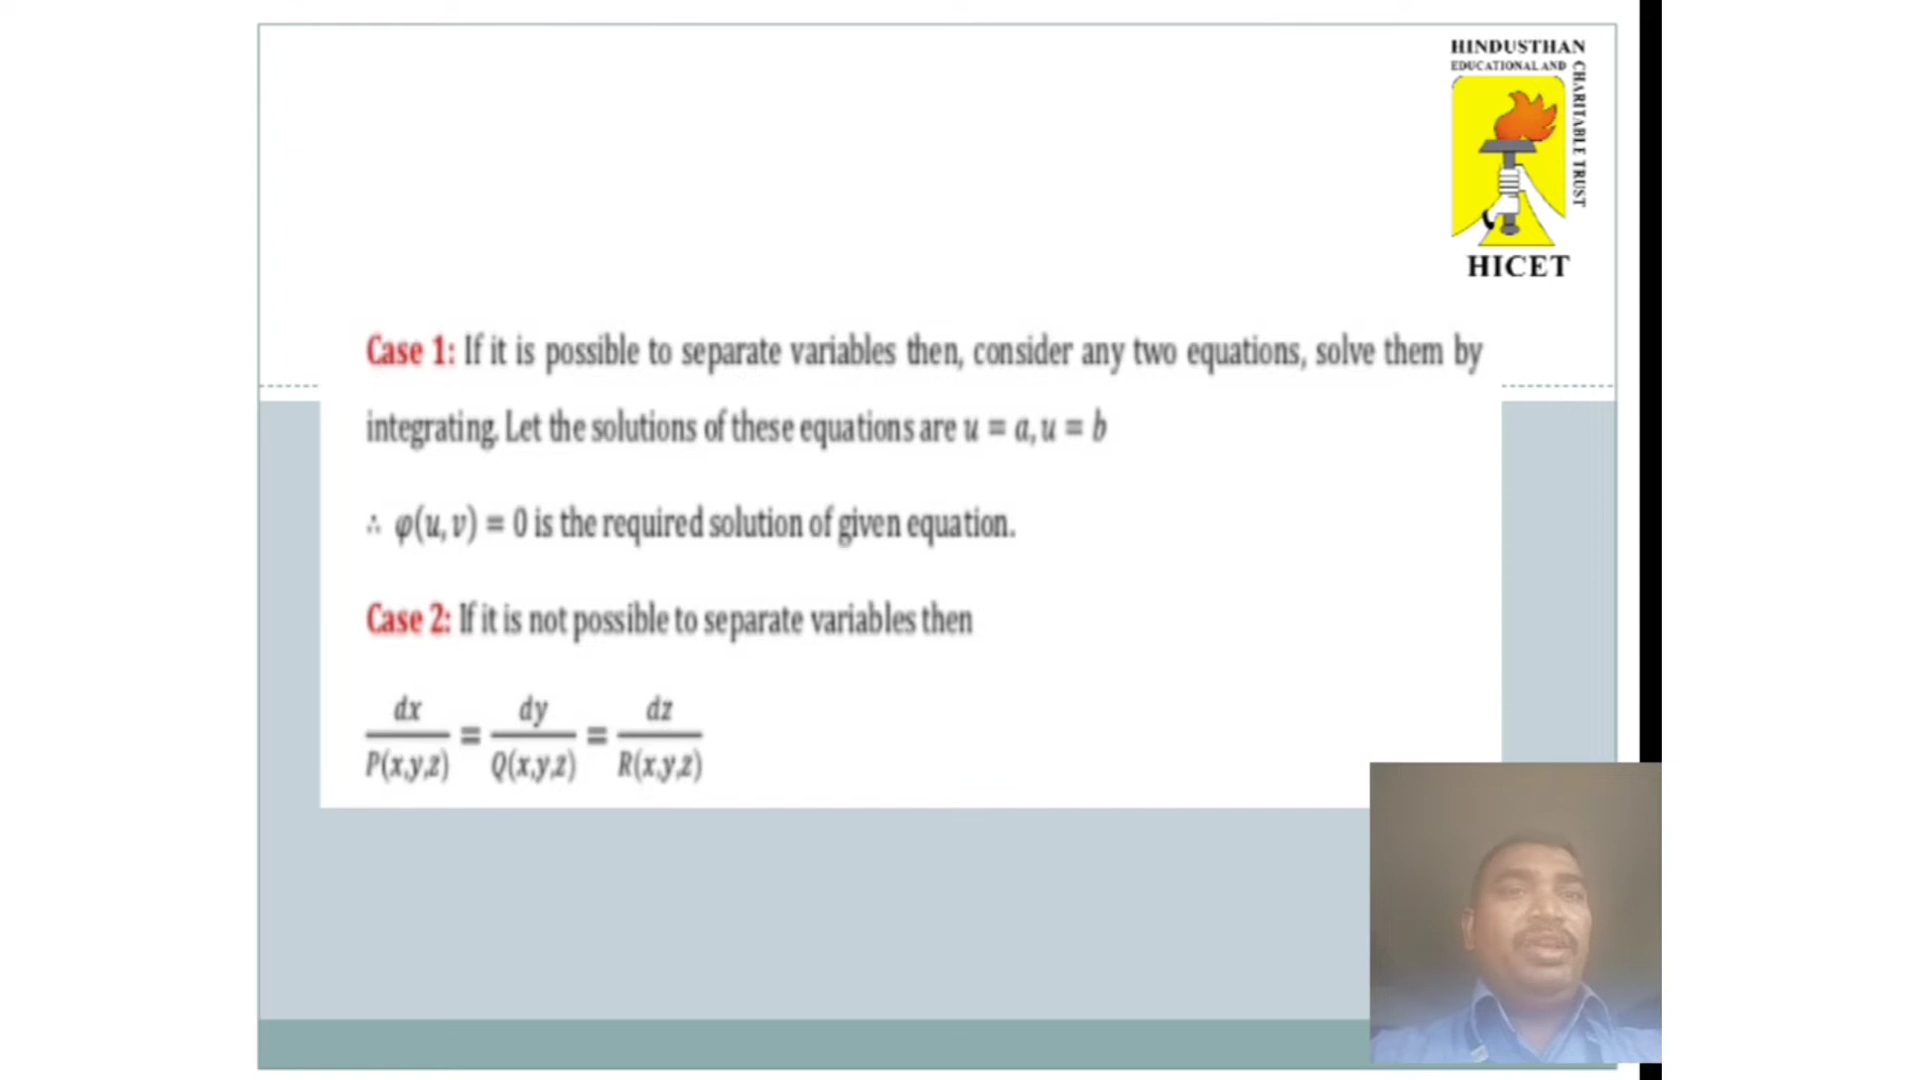 HINDUSTHAN
EDUCATIONAL AND
CHARITABLE TRUST
HICET
Case 1: If it is possible to separate variables then, consider any two equations, solve them by
integrating. Let the solutions of these equations are u = a, u = b
∴ φ(u, v) = 0 is the required solution of given equation.
Case 2: If it is not possible to separate variables then
dx/P(x,y,z) = dy/Q(x,y,z) = dz/R(x,y,z)